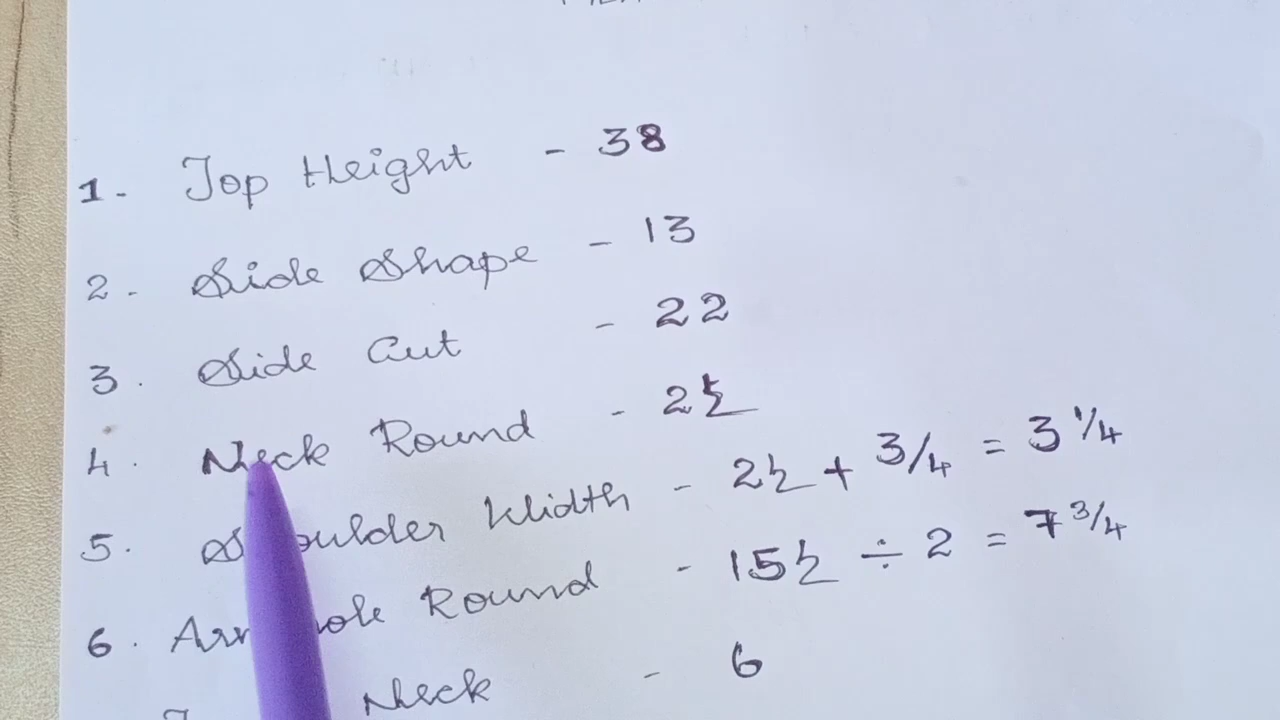 1. Top Height - 38
2. Side Shape - 13
3. Side Cut - 22
4. Neck Round - 2½
5. Shoulder Width - 2½ + 3/4 = 3 1/4
6. Armhole Round - 15½ ÷ 2 = 7 3/4
Neck - 6